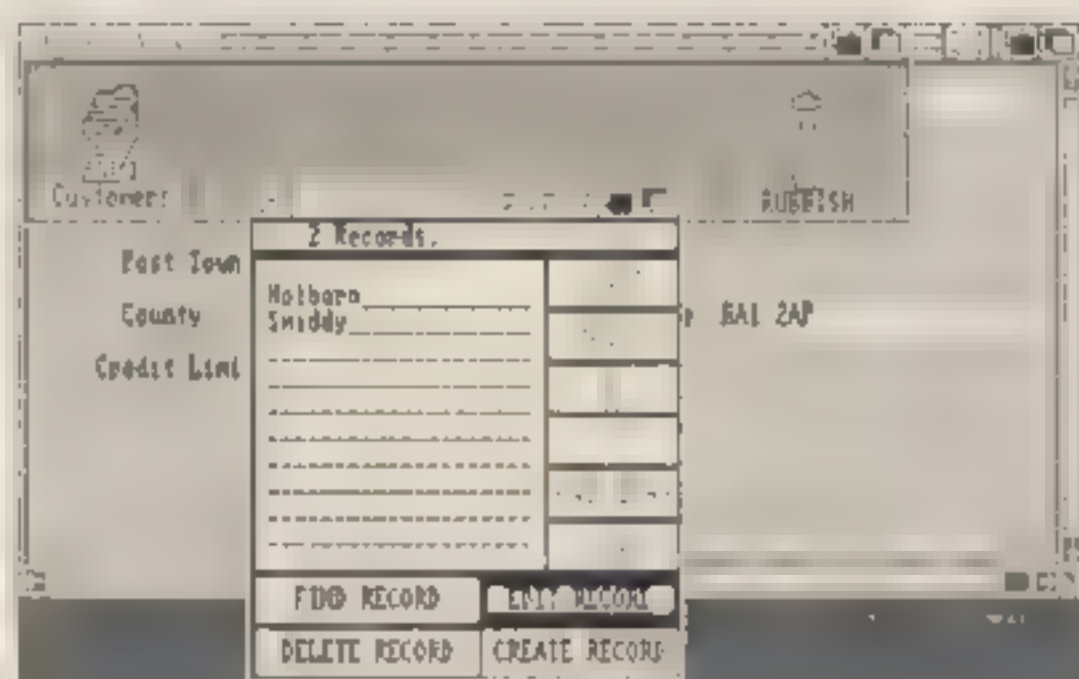 Customers
RUBBISH
2 Records.
Post Town
Holborn
Smiddy
County
BA1 2AP
Credit Limi
FIND RECORD
EDIT RECORD
DELETE RECORD
CREATE RECORD